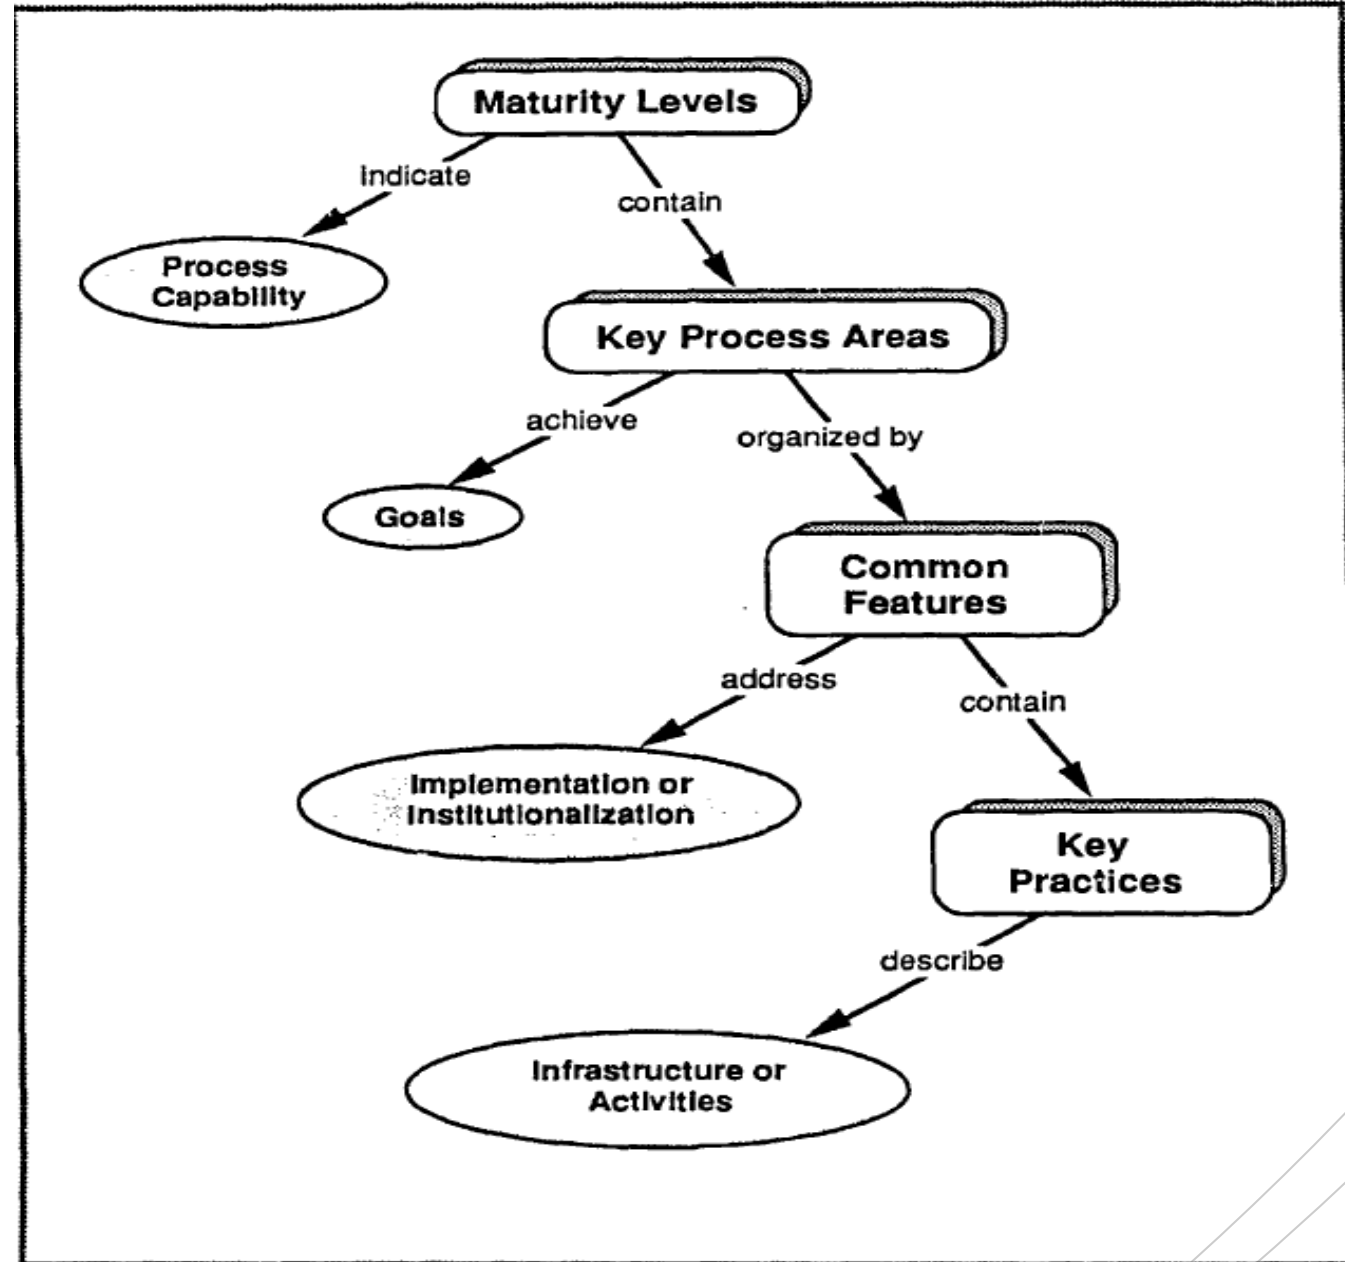 Maturity Levels
indicate
contain
Process
Capability
Key Process Areas
achieve
organized by
Goals
Common
Features
address
contain
Implementation or
Institutionalization
Key
Practices
describe
Infrastructure or
Activities